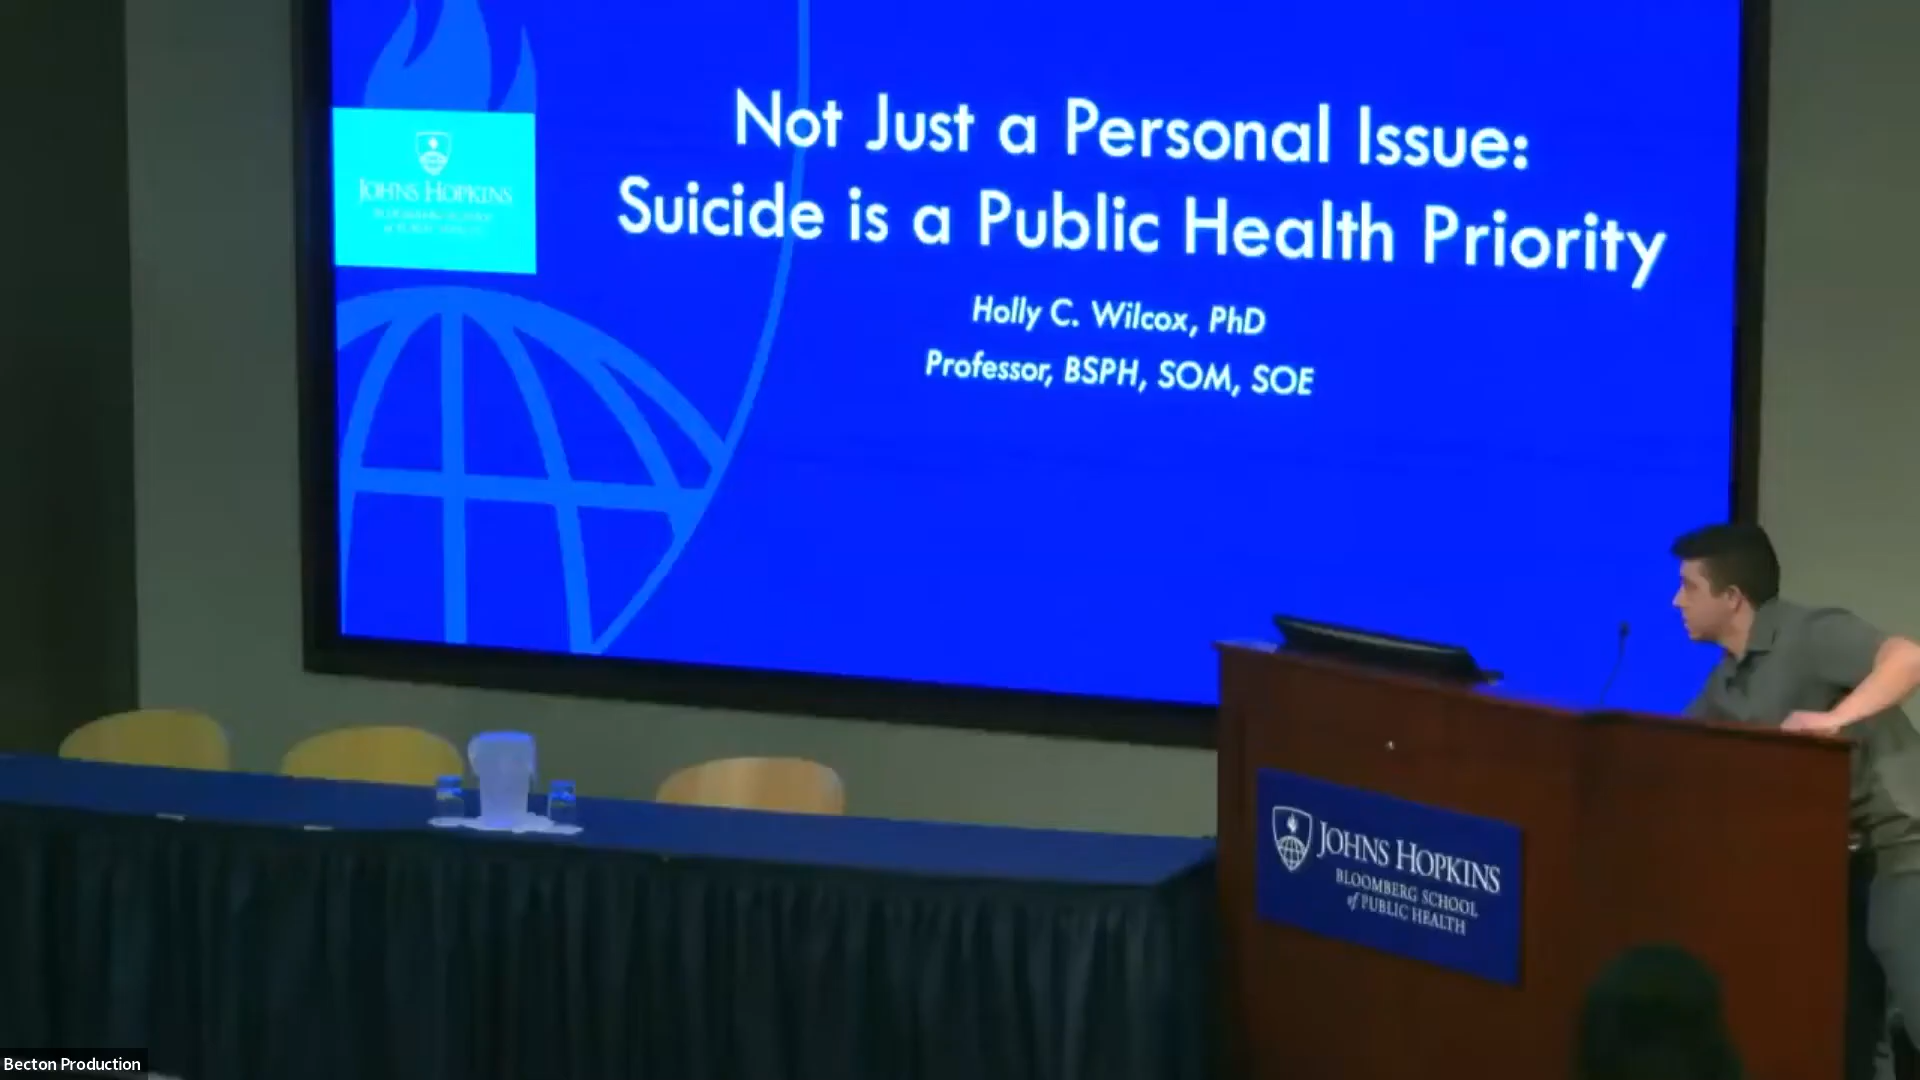 Not Just a Personal Issue:
Suicide is a Public Health Priority
Holly C. Wilcox, PhD
Professor, BSPH, SOM, SOE
JOHNS HOPKINS
JOHNS HOPKINS
BLOOMBERG SCHOOL
of PUBLIC HEALTH
Becton Production